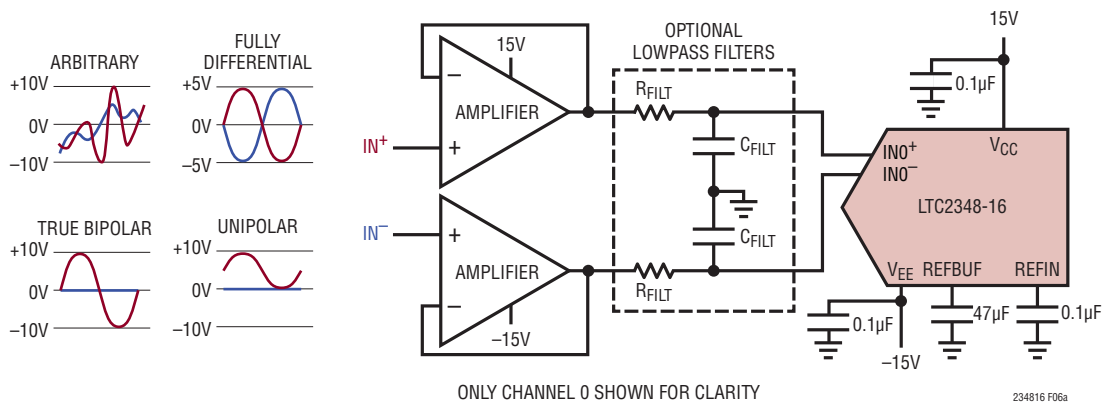 ARBITRARY
+10V
0V
–10V
FULLY
DIFFERENTIAL
+5V
0V
–5V
TRUE BIPOLAR
+10V
0V
–10V
UNIPOLAR
+10V
0V
–10V
IN+
IN–
15V
–
AMPLIFIER
+
+
AMPLIFIER
–
–15V
OPTIONAL
LOWPASS FILTERS
RFILT
CFILT
CFILT
RFILT
15V
0.1µF
VCC
IN0+
IN0–
LTC2348-16
VEE
REFBUF
REFIN
0.1µF
–15V
47µF
0.1µF
ONLY CHANNEL 0 SHOWN FOR CLARITY
234816 F06a